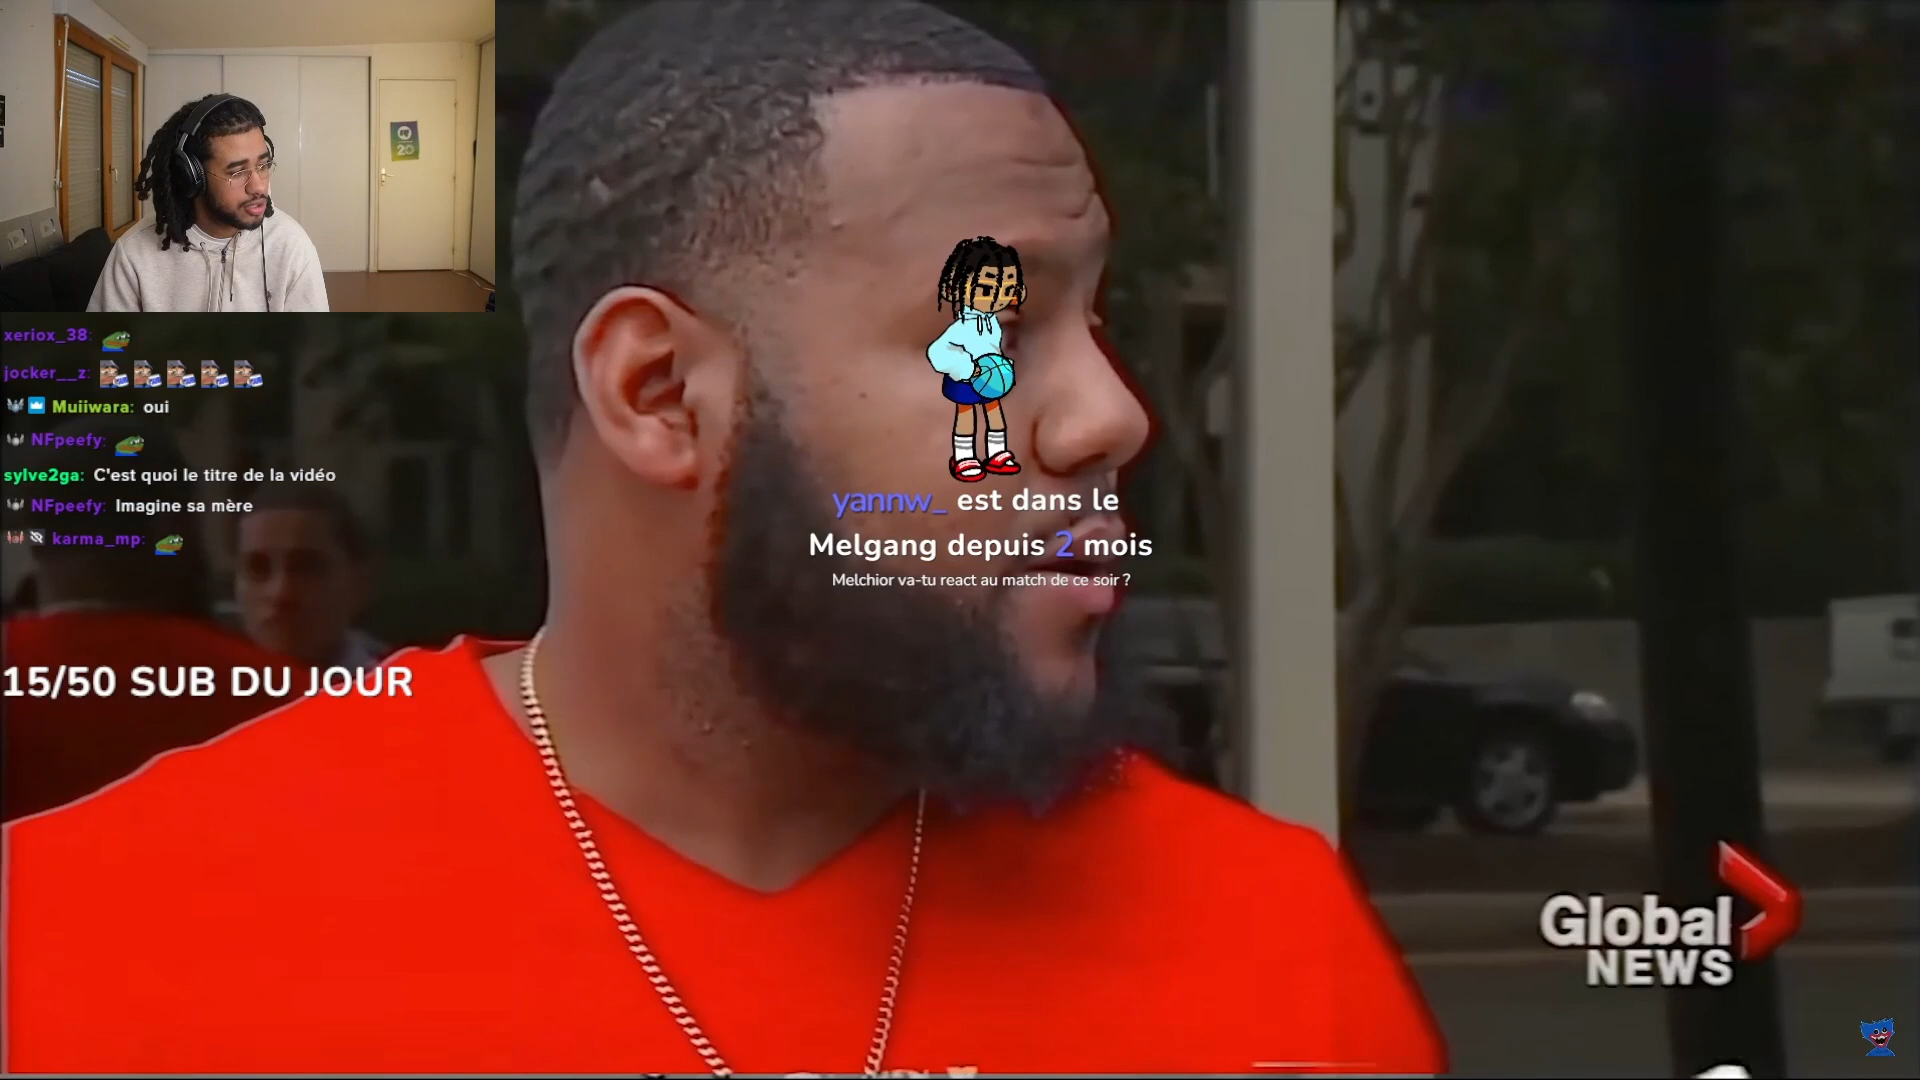 20
xeriox_38:
jocker__z:
Muiiwara: oui
NFpeefy:
sylve2ga: C'est quoi le titre de la vidéo
NFpeefy: Imagine sa mère
karma_mp:
yannw_ est dans le
Melgang depuis 2 mois
Melchior va-tu react au match de ce soir ?
15/50 SUB DU JOUR
Global
NEWS